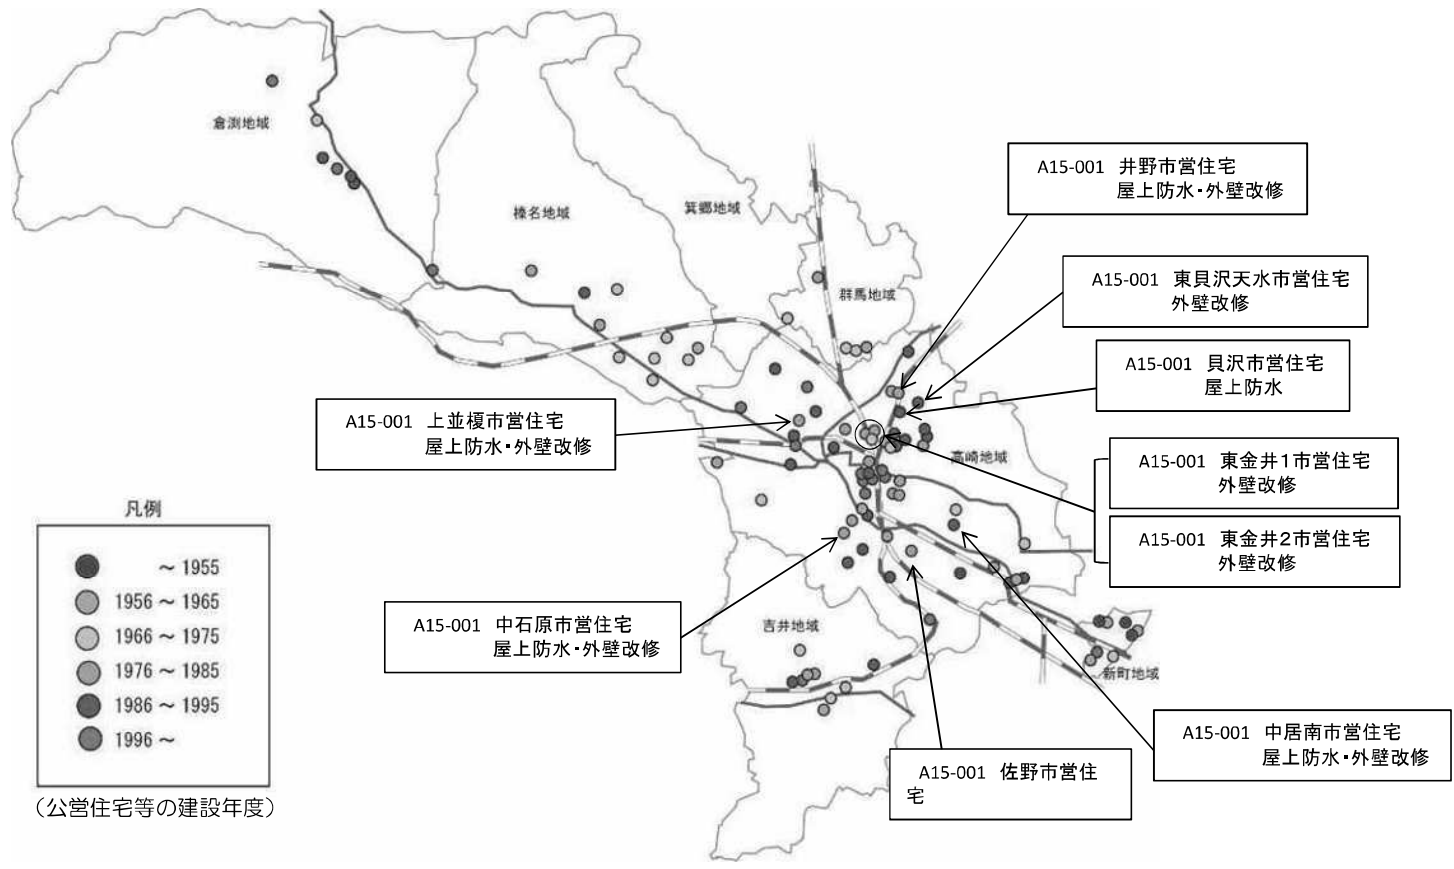 倉渕地域
榛名地域
箕郷地域
群馬地域
高崎地域
吉井地域
新町地域
A15-001 井野市営住宅
屋上防水・外壁改修
A15-001 東貝沢天水市営住宅
外壁改修
A15-001 貝沢市営住宅
屋上防水
A15-001 上並榎市営住宅
屋上防水・外壁改修
A15-001 東金井1市営住宅
外壁改修
A15-001 東金井2市営住宅
外壁改修
A15-001 中石原市営住宅
屋上防水・外壁改修
A15-001 中居南市営住宅
屋上防水・外壁改修
A15-001 佐野市営住
宅
凡例
～1955
1956～1965
1966～1975
1976～1985
1986～1995
1996～
（公営住宅等の建設年度）